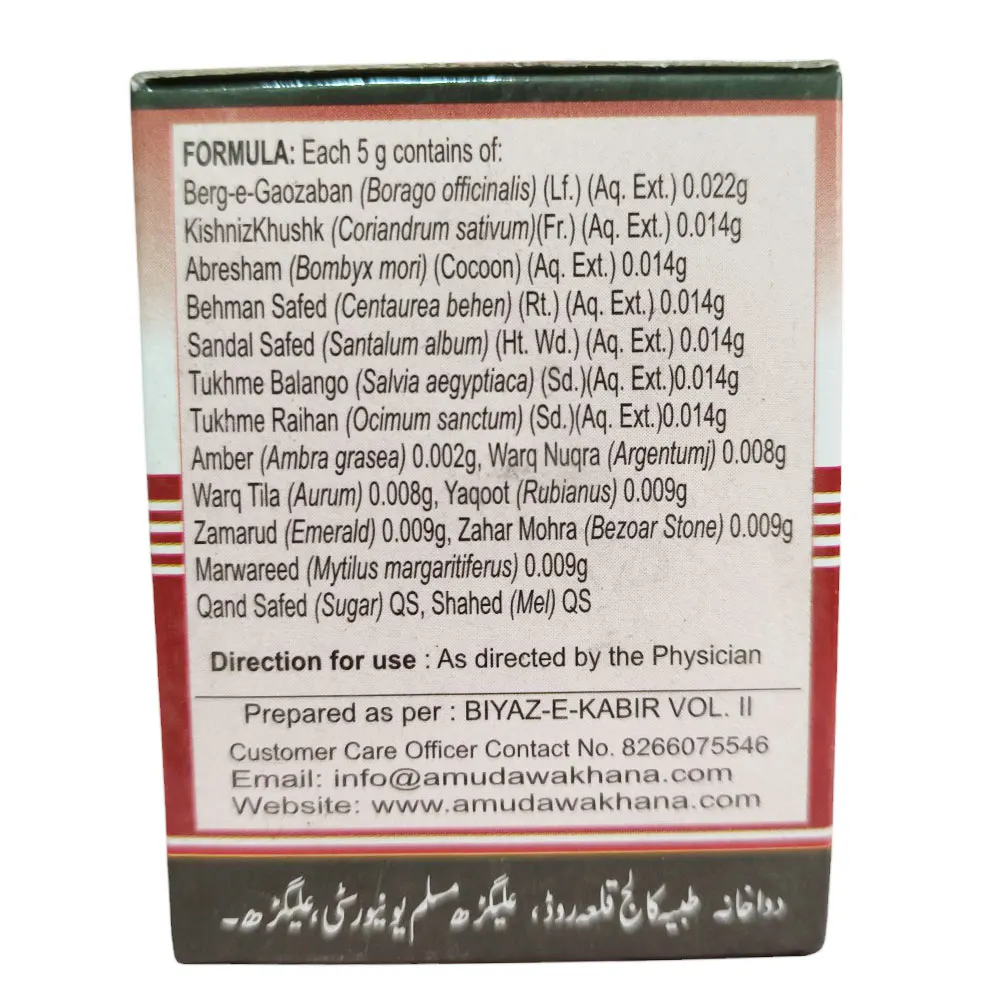 FORMULA: Each 5 g contains of:
Berg-e-Gaozaban (Borago officinalis) (Lf.) (Aq. Ext.) 0.022g
KishnizKhushk (Coriandrum sativum)(Fr.) (Aq. Ext.) 0.014g
Abresham (Bombyx mori) (Cocoon) (Aq. Ext.) 0.014g
Behman Safed (Centaurea behen) (Rt.) (Aq. Ext.) 0.014g
Sandal Safed (Santalum album) (Ht. Wd.) (Aq. Ext.) 0.014g
Tukhme Balango (Salvia aegyptiaca) (Sd.)(Aq. Ext.)0.014g
Tukhme Raihan (Ocimum sanctum) (Sd.)(Aq. Ext.)0.014g
Amber (Ambra grasea) 0.002g, Warq Nuqra (Argentumj) 0.008g
Warq Tila (Aurum) 0.008g, Yaqoot (Rubianus) 0.009g
Zamarud (Emerald) 0.009g, Zahar Mohra (Bezoar Stone) 0.009g
Marwareed (Mytilus margaritiferus) 0.009g
Qand Safed (Sugar) QS, Shahed (Mel) QS
Direction for use : As directed by the Physician
Prepared as per : BIYAZ-E-KABIR VOL. II
Customer Care Officer Contact No. 8266075546
Email: info@amudawakhana.com
Website: www.amudawakhana.com
دواخانہ طبیہ کالج قلعہ روڈ، علیگڑھ مسلم یونیورسٹی، علیگڑھ۔